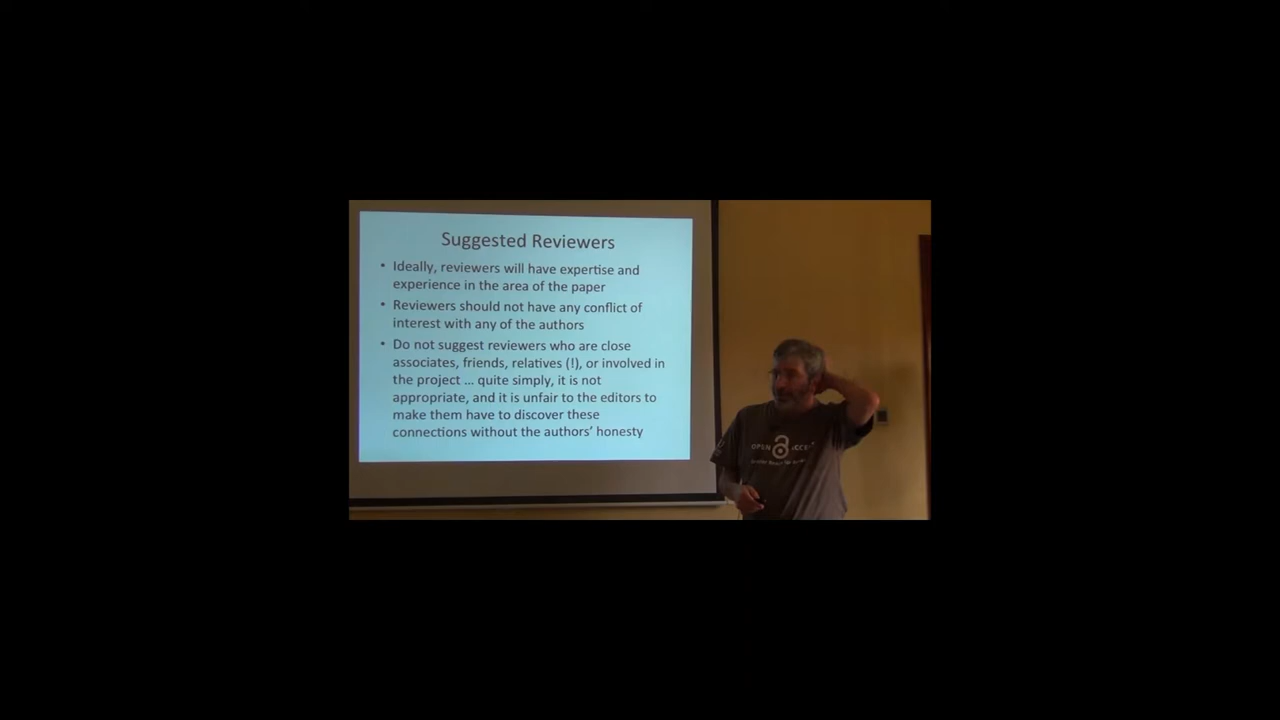 Suggested Reviewers
• Ideally, reviewers will have expertise and
experience in the area of the paper
• Reviewers should not have any conflict of
interest with any of the authors
• Do not suggest reviewers who are close
associates, friends, relatives (!), or involved in
the project ... quite simply, it is not
appropriate, and it is unfair to the editors to
make them have to discover these
connections without the authors' honesty
OPEN